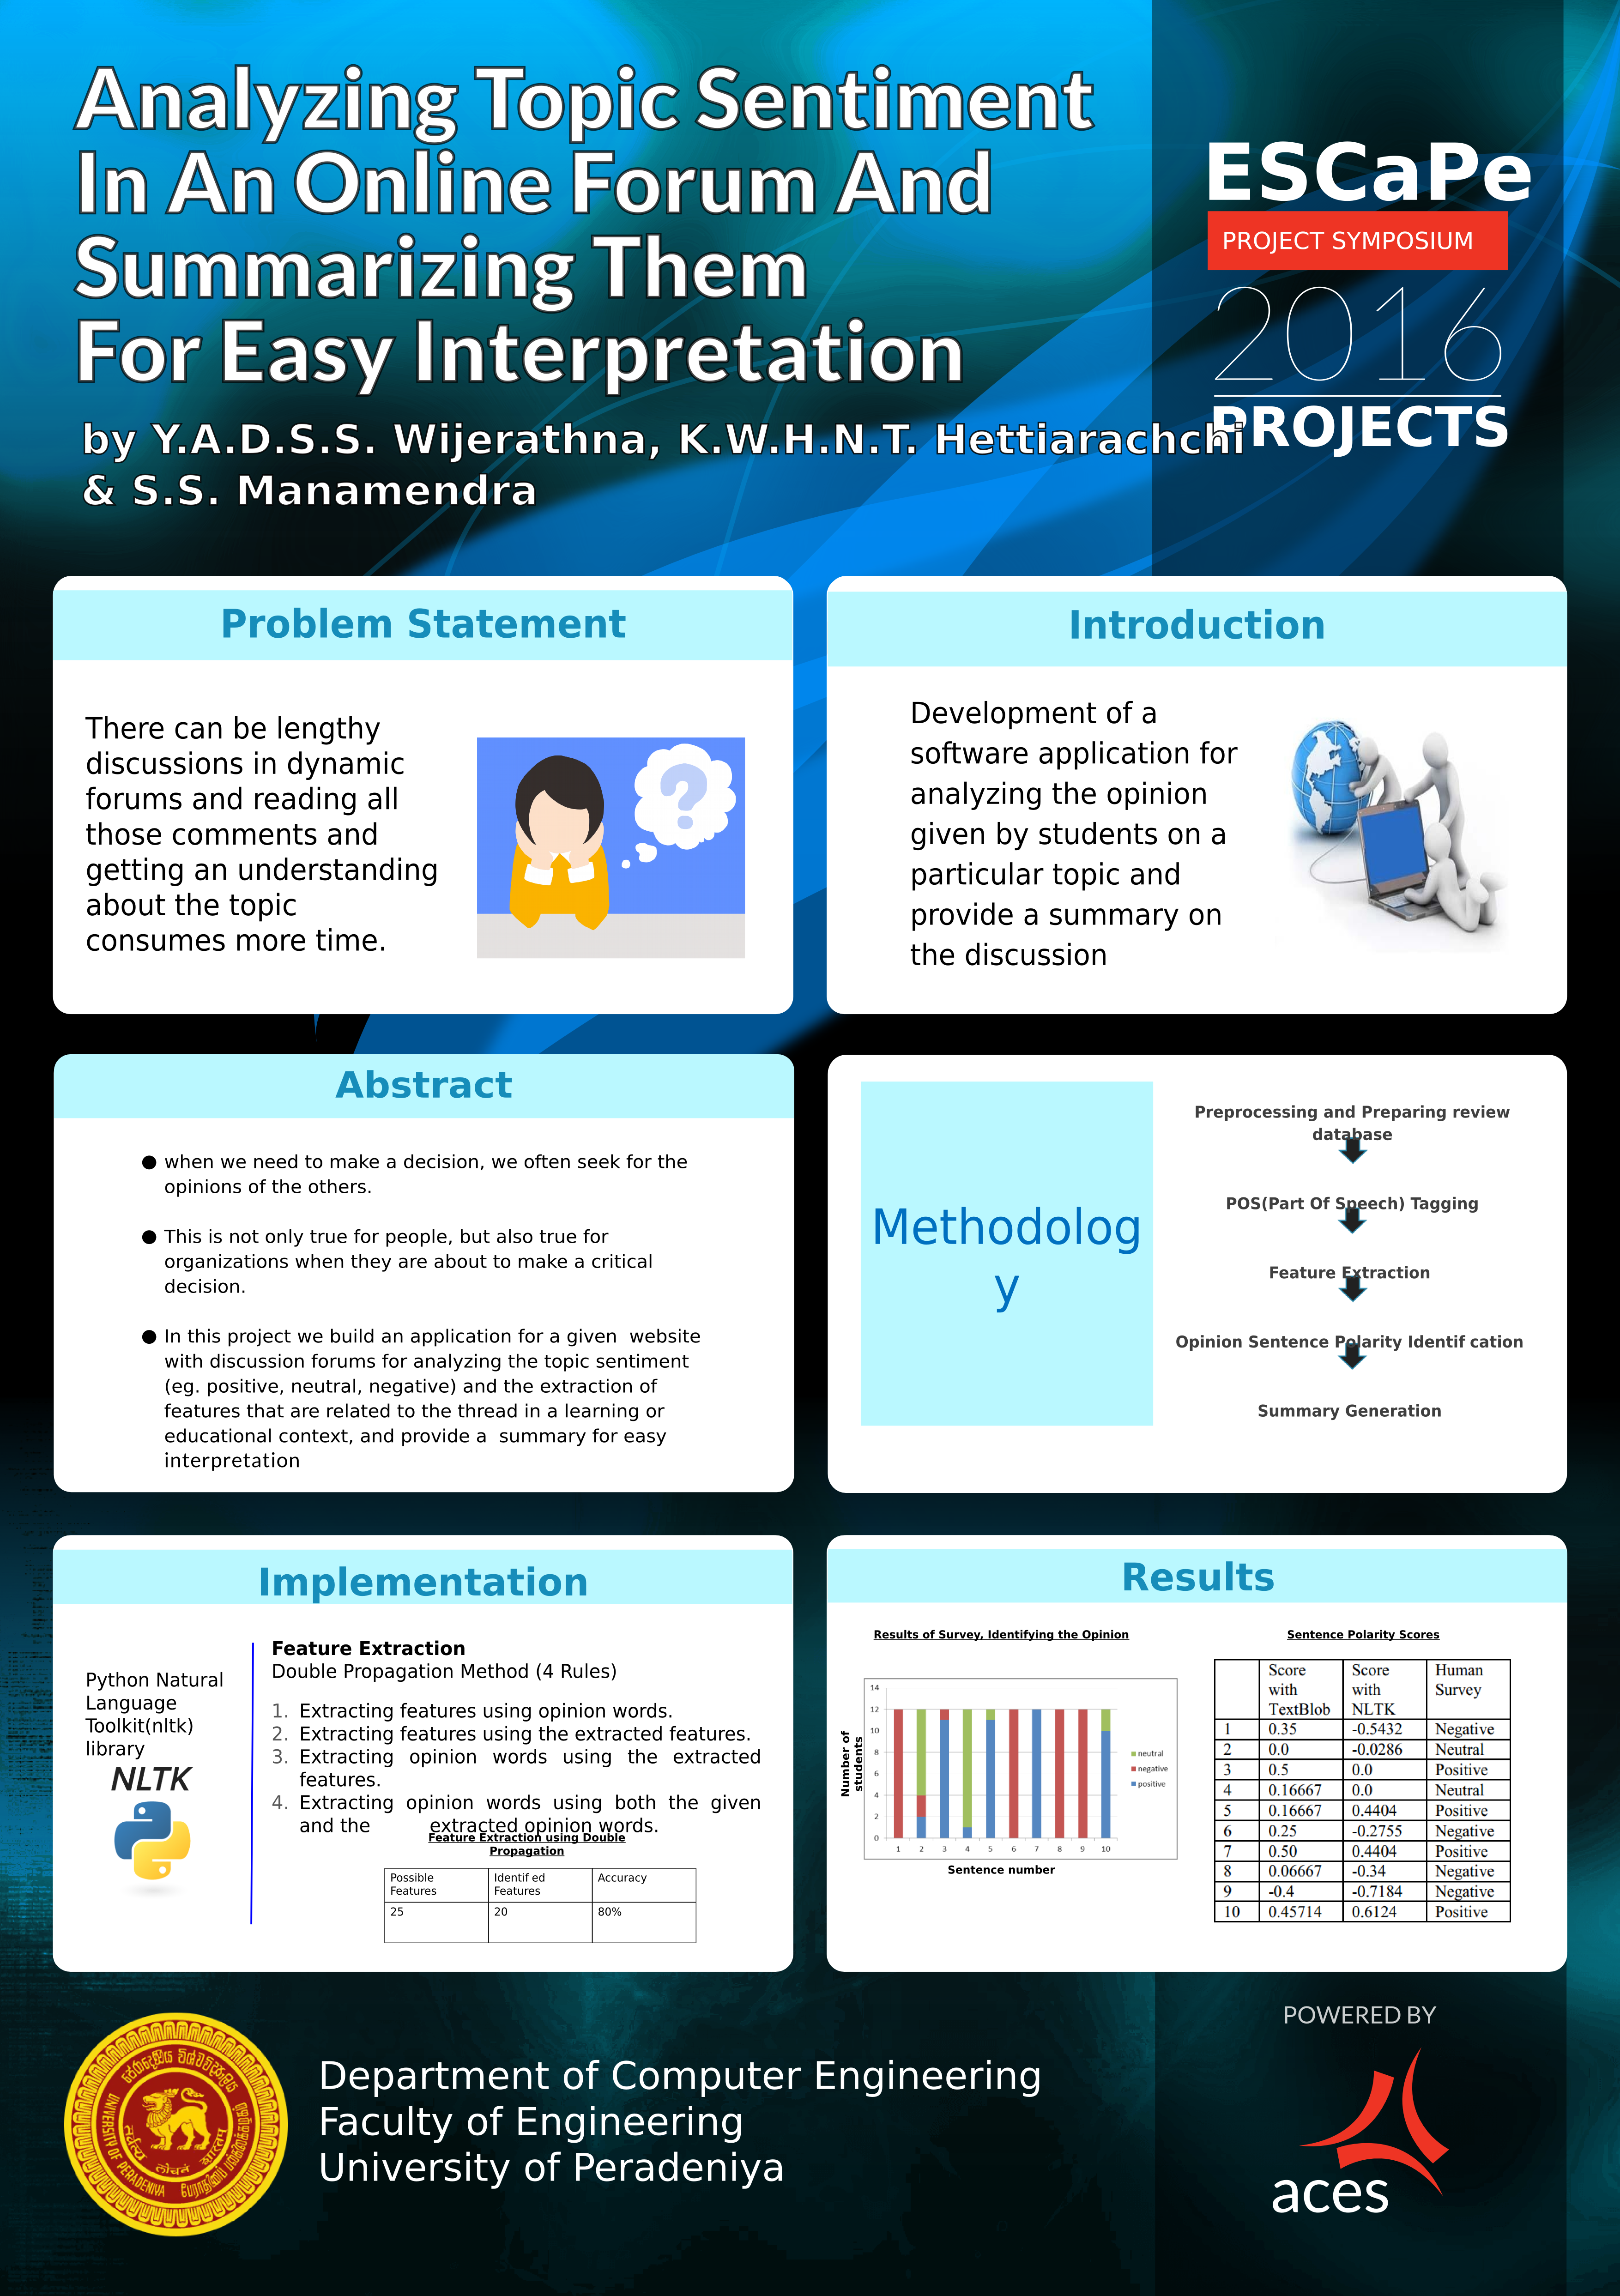 Analyzing Topic Sentiment
In An Online Forum And
Summarizing Them
For Easy Interpretation
by Y.A.D.S.S. Wijerathna, K.W.H.N.T. Hettiarachchi
& S.S. Manamendra
ESCaPe
PROJECT SYMPOSIUM
2016
PROJECTS
Problem Statement
There can be lengthy
discussions in dynamic
forums and reading all
those comments and
getting an understanding
about the topic
consumes more time.
Introduction
Development of a
software application for
analyzing the opinion
given by students on a
particular topic and
provide a summary on
the discussion
Abstract
● when we need to make a decision, we often seek for the
opinions of the others.
● This is not only true for people, but also true for
organizations when they are about to make a critical
decision.
● In this project we build an application for a given website
with discussion forums for analyzing the topic sentiment
(eg. positive, neutral, negative) and the extraction of
features that are related to the thread in a learning or
educational context, and provide a summary for easy
interpretation
Methodolog
y
Preprocessing and Preparing review
database
POS(Part Of Speech) Tagging
Feature Extraction
Opinion Sentence Polarity Identif cation
Summary Generation
Implementation
Python Natural
Language
Toolkit(nltk)
library
NLTK
Feature Extraction
Double Propagation Method (4 Rules)
1. Extracting features using opinion words.
2. Extracting features using the extracted features.
3. Extracting opinion words using the extracted
features.
4. Extracting opinion words using both the given
and the extracted opinion words.
Feature Extraction using Double
Propagation
Possible Features Identif ed Features Accuracy
25 20 80%
Results
Results of Survey, Identifying the Opinion
Number of
students
14
12
10
8
6
4
2
0
1 2 3 4 5 6 7 8 9 10
neutral
negative
positive
Sentence number
Sentence Polarity Scores
Score with TextBlob Score with NLTK Human Survey
1 0.35 -0.5432 Negative
2 0.0 -0.0286 Neutral
3 0.5 0.0 Positive
4 0.16667 0.0 Neutral
5 0.16667 0.4404 Positive
6 0.25 -0.2755 Negative
7 0.50 0.4404 Positive
8 0.06667 -0.34 Negative
9 -0.4 -0.7184 Negative
10 0.45714 0.6124 Positive
UNIVERSITY OF PERADENIYA
Department of Computer Engineering
Faculty of Engineering
University of Peradeniya
POWERED BY
aces